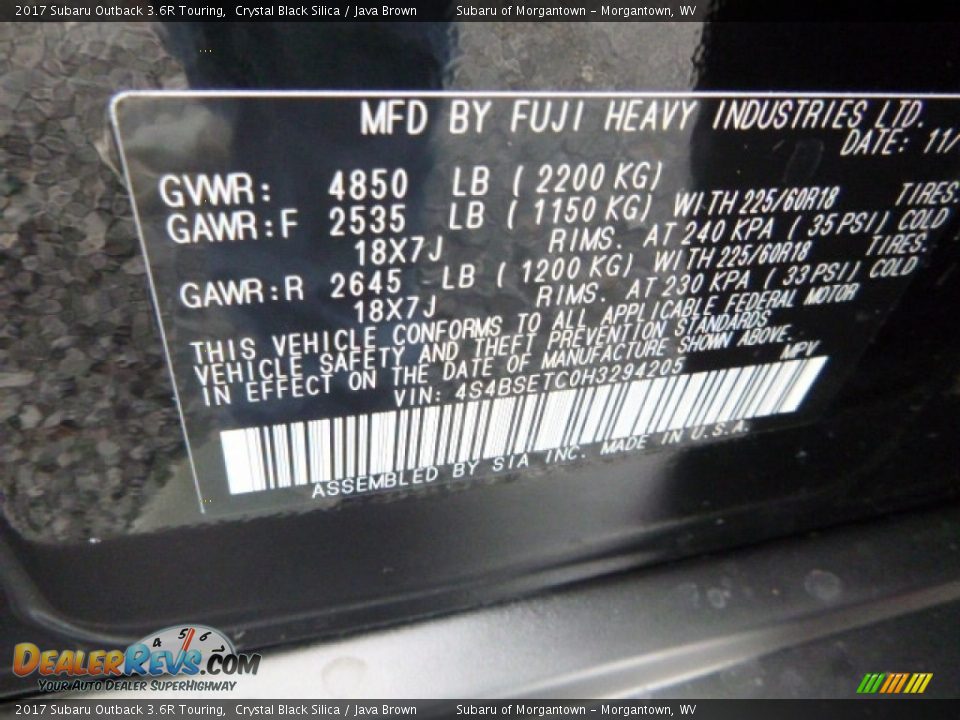 2017 Subaru Outback 3.6R Touring, Crystal Black Silica / Java Brown Subaru of Morgantown - Morgantown, WV
MFD BY FUJI HEAVY INDUSTRIES LTD.
DATE: 11/
GVWR: 4850 LB ( 2200 KG)
GAWR:F 2535 LB ( 1150 KG) WITH 225/60R18 TIRES.
18X7J RIMS. AT 240 KPA ( 35 PSI) COLD
GAWR:R 2645 LB ( 1200 KG) WITH 225/60R18 TIRES.
18X7J RIMS. AT 230 KPA ( 33 PSI) COLD
THIS VEHICLE CONFORMS TO ALL APPLICABLE FEDERAL MOTOR
VEHICLE SAFETY AND THEFT PREVENTION STANDARDS
IN EFFECT ON THE DATE OF MANUFACTURE SHOWN ABOVE.
VIN: 4S4BSETC0H3294205 MPV
ASSEMBLED BY SIA INC. MADE IN U.S.A.
4 5 6
DEALERREVS.COM
YOUR AUTO DEALER SUPERHIGHWAY
2017 Subaru Outback 3.6R Touring, Crystal Black Silica / Java Brown Subaru of Morgantown - Morgantown, WV